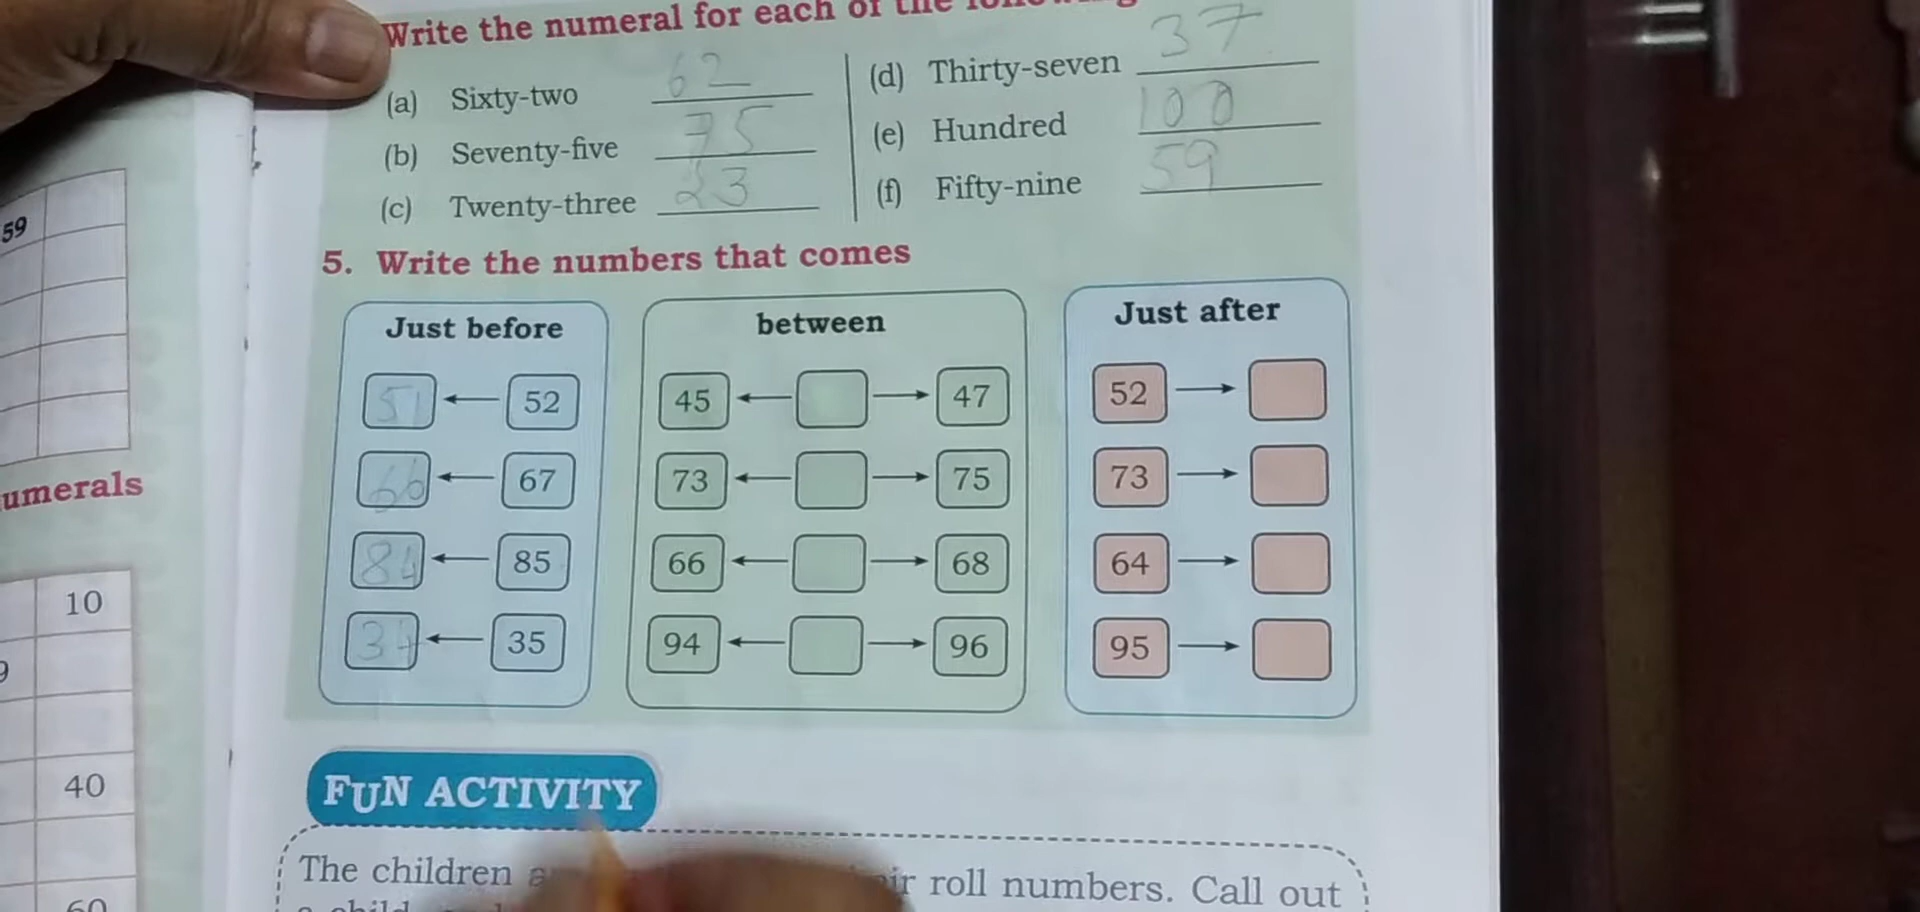 Write the numeral for each of the
(a) Sixty-two 62
(b) Seventy-five 75
(c) Twenty-three 23
(d) Thirty-seven 37
(e) Hundred 100
(f) Fifty-nine 59
5. Write the numbers that comes
Just before
51 52
66 67
84 85
34 35
between
45 47
73 75
66 68
94 96
Just after
52
73
64
95
FUN ACTIVITY
The children
roll numbers. Call out
59
umerals
10
40
60